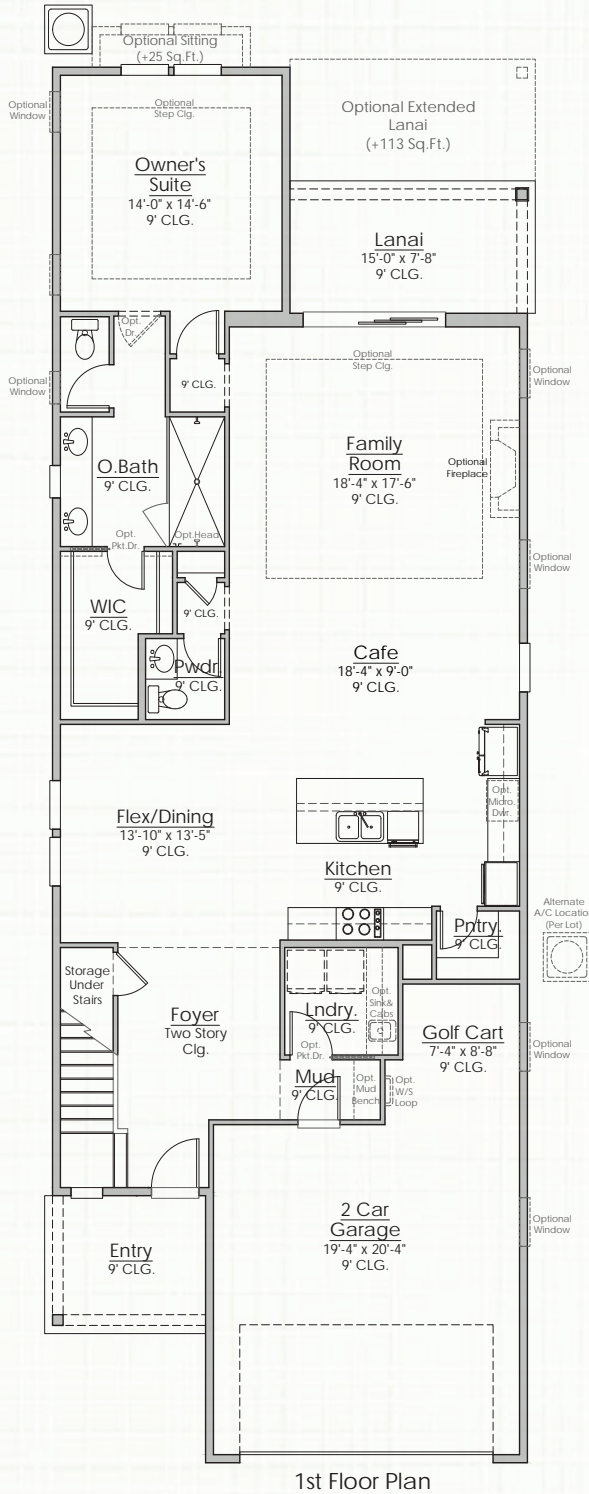 Optional Sitting
(+25 Sq.Ft.)
Optional
Window
Optional
Step Clg.
Owner's
Suite
14'-0" x 14'-6"
9' CLG.
Optional Extended
Lanai
(+113 Sq.Ft.)
Lanai
15'-0" x 7'-8"
9' CLG.
Opt.
Dr.
Optional
Window
9' CLG.
Optional
Step Clg.
Optional
Window
Family
Room
18'-4" x 17'-6"
9' CLG.
Optional
Fireplace
O.Bath
9' CLG.
Opt.
Pkt.Dr.
Opt.Head
Optional
Window
WIC
9' CLG.
9' CLG.
Pwdr.
9' CLG.
Cafe
18'-4" x 9'-0"
9' CLG.
Flex/Dining
13'-10" x 13'-5"
9' CLG.
Opt.
Micro.
Dwr.
Kitchen
9' CLG.
Pntry.
9' CLG.
Alternate
A/C Location
(Per Lot)
Storage
Under
Stairs
Foyer
Two Story
Clg.
Lndry.
9' CLG.
Opt.
Sink&
Cabs
Opt.
Pkt.Dr.
Golf Cart
7'-4" x 8'-8"
9' CLG.
Optional
Window
Mud
9' CLG.
Opt.
Mud
Bench
Opt.
W/S
Loop
2 Car
Garage
19'-4" x 20'-4"
9' CLG.
Optional
Window
Entry
9' CLG.
1st Floor Plan